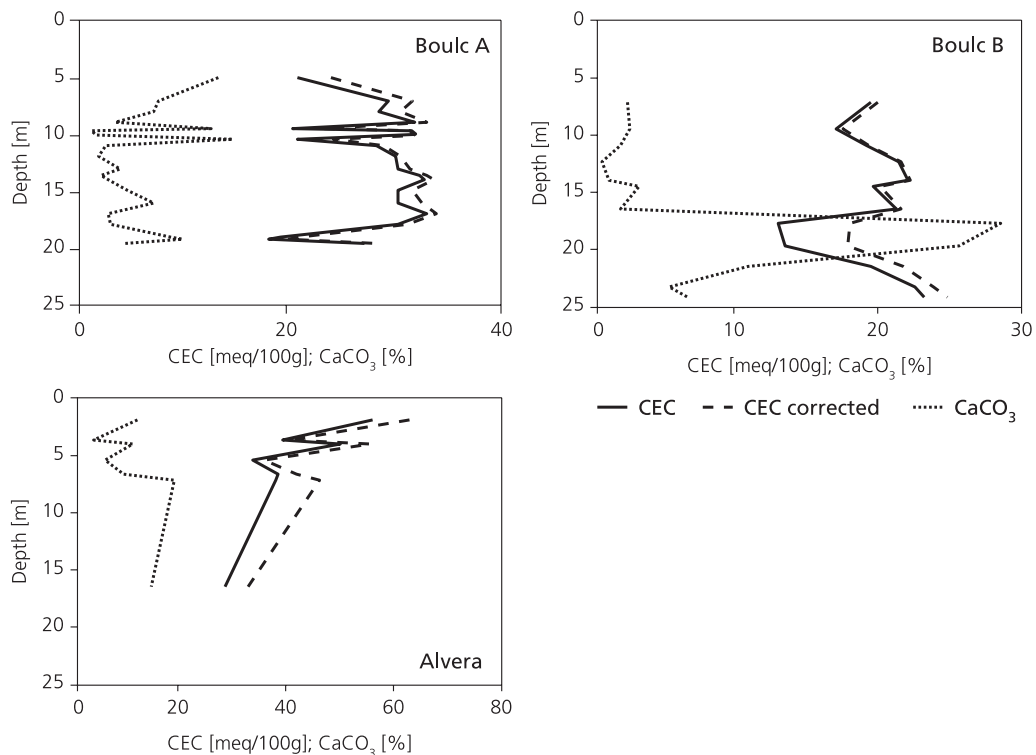 Boulc A
Depth [m]
0
5
10
15
20
25
0 20 40
CEC [meq/100g]; CaCO₃ [%]
Boulc B
Depth [m]
0
5
10
15
20
25
0 10 20 30
CEC [meq/100g]; CaCO₃ [%]
CEC CEC corrected CaCO₃
Alvera
Depth [m]
0
5
10
15
20
25
0 20 40 60 80
CEC [meq/100g]; CaCO₃ [%]